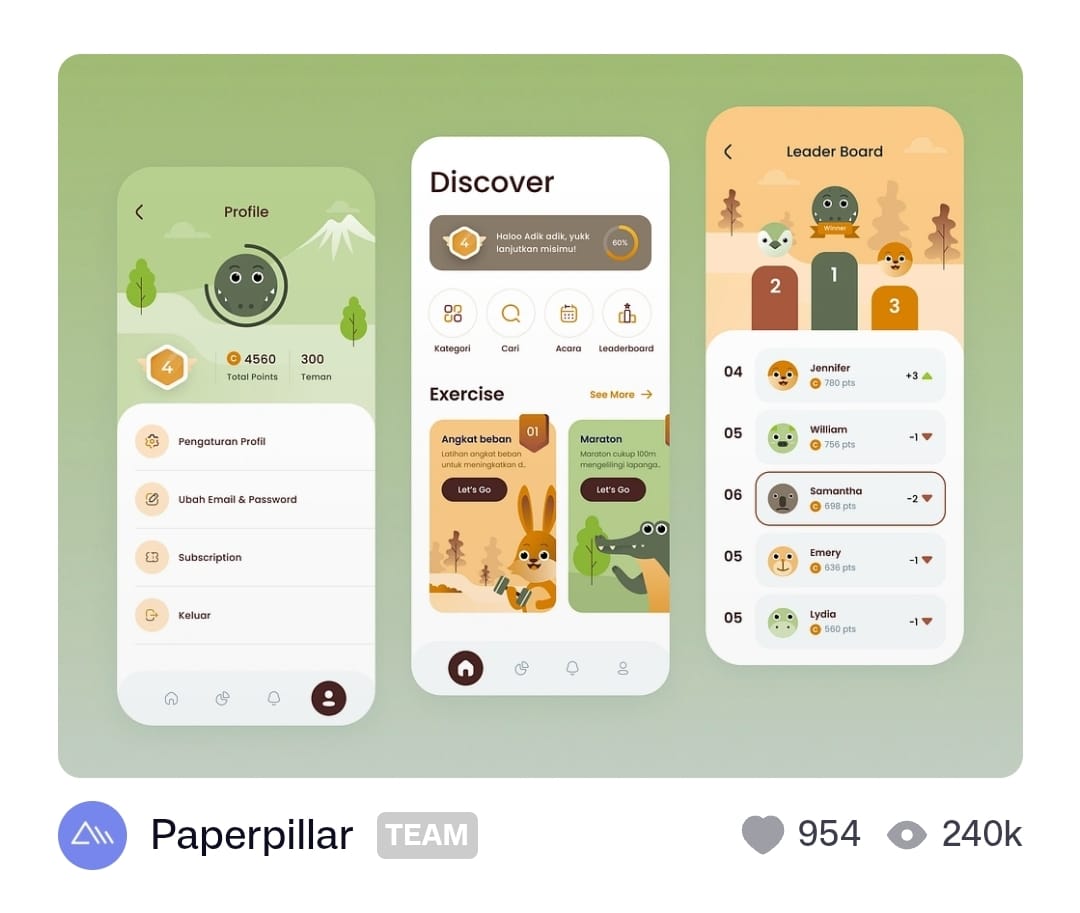 Profile
4
C 4560
Total Points
300
Teman
Pengaturan Profil
Ubah Email & Password
Subscription
Keluar
Discover
4
Haloo Adik adik, yukk
lanjutkan misimu!
60%
Kategori
Cari
Acara
Leaderboard
Exercise
See More
Angkat beban
01
Latihan angkat beban
untuk meningkatkan d..
Let's Go
Maraton
Maraton cukup 100m
mengelilingi lapanga..
Let's Go
Leader Board
Winner
2
1
3
04
Jennifer
C 780 pts
+3
05
William
C 756 pts
-1
06
Samantha
C 698 pts
-2
05
Emery
C 636 pts
-1
05
Lydia
C 560 pts
-1
Paperpillar TEAM
954
240k